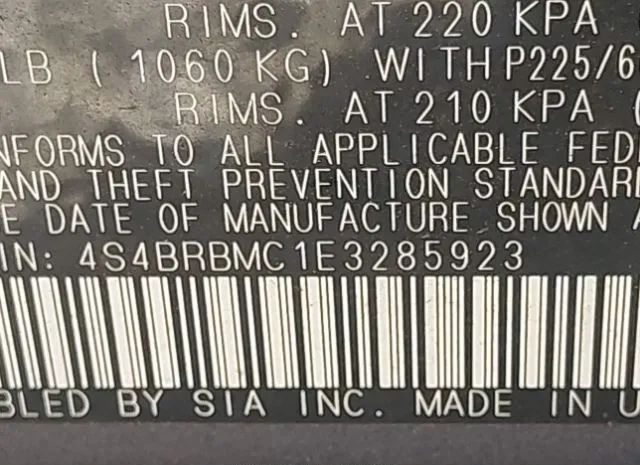 RIMS. AT 220 KPA
LB ( 1060 KG) WITH P225/6
RIMS. AT 210 KPA (
NFORMS TO ALL APPLICABLE FED
AND THEFT PREVENTION STANDAR
E DATE OF MANUFACTURE SHOWN A
IN: 4S4BRBMC1E3285923
BLED BY SIA INC. MADE IN U